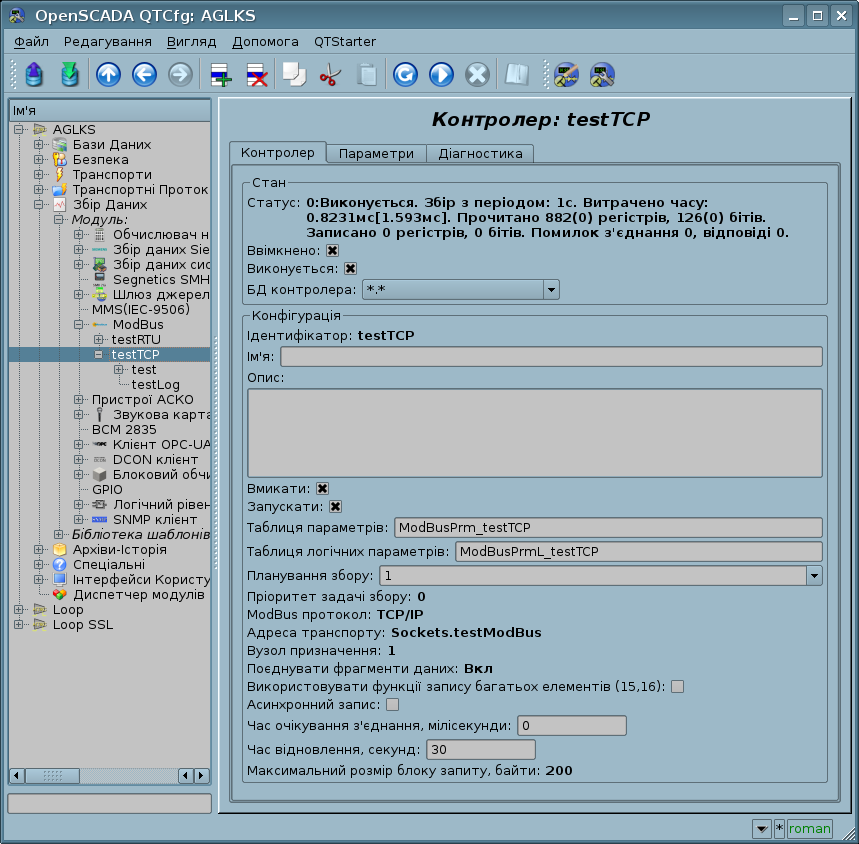 OpenSCADA QTCfg: AGLKS
Файл Редагування Вигляд Допомога QTStarter
Ім'я
AGLKS
Бази Даних
Безпека
Транспорти
Транспортні Проток
Збір Даних
Модуль:
Обчислювач н
Збір даних Sie
Збір даних сис
Segnetics SMH
Шлюз джерел
MMS(IEC-9506)
ModBus
testRTU
testTCP
test
testLog
Пристрої АСКО
Звукова карта
BCM 2835
Клієнт OPC-UA
DCON клієнт
Блоковий обчи
GPIO
Логічний рівен
SNMP клієнт
Бібліотека шаблонів
Архіви-Історія
Спеціальні
Інтерфейси Користу
Диспетчер модулів
Loop
Loop SSL
Контролер: testTCP
Контролер Параметри Діагностика
Стан
Статус: 0:Виконується. Збір з періодом: 1с. Витрачено часу:
0.8231мс[1.593мс]. Прочитано 882(0) регістрів, 126(0) бітів.
Записано 0 регістрів, 0 бітів. Помилок з'єднання 0, відповіді 0.
Ввімкнено:
Виконується:
БД контролера: *.*
Конфігурація
Ідентифікатор: testTCP
Ім'я:
Опис:
Вмикати:
Запускати:
Таблиця параметрів: ModBusPrm_testTCP
Таблиця логічних параметрів: ModBusPrmL_testTCP
Планування збору: 1
Пріоритет задачі збору: 0
ModBus протокол: TCP/IP
Адреса транспорту: Sockets.testModBus
Вузол призначення: 1
Поєднувати фрагменти даних: Вкл
Використовувати функції запису багатьох елементів (15,16):
Асинхронний запис:
Час очікування з'єднання, мілісекунди: 0
Час відновлення, секунд: 30
Максимальний розмір блоку запиту, байти: 200
* roman